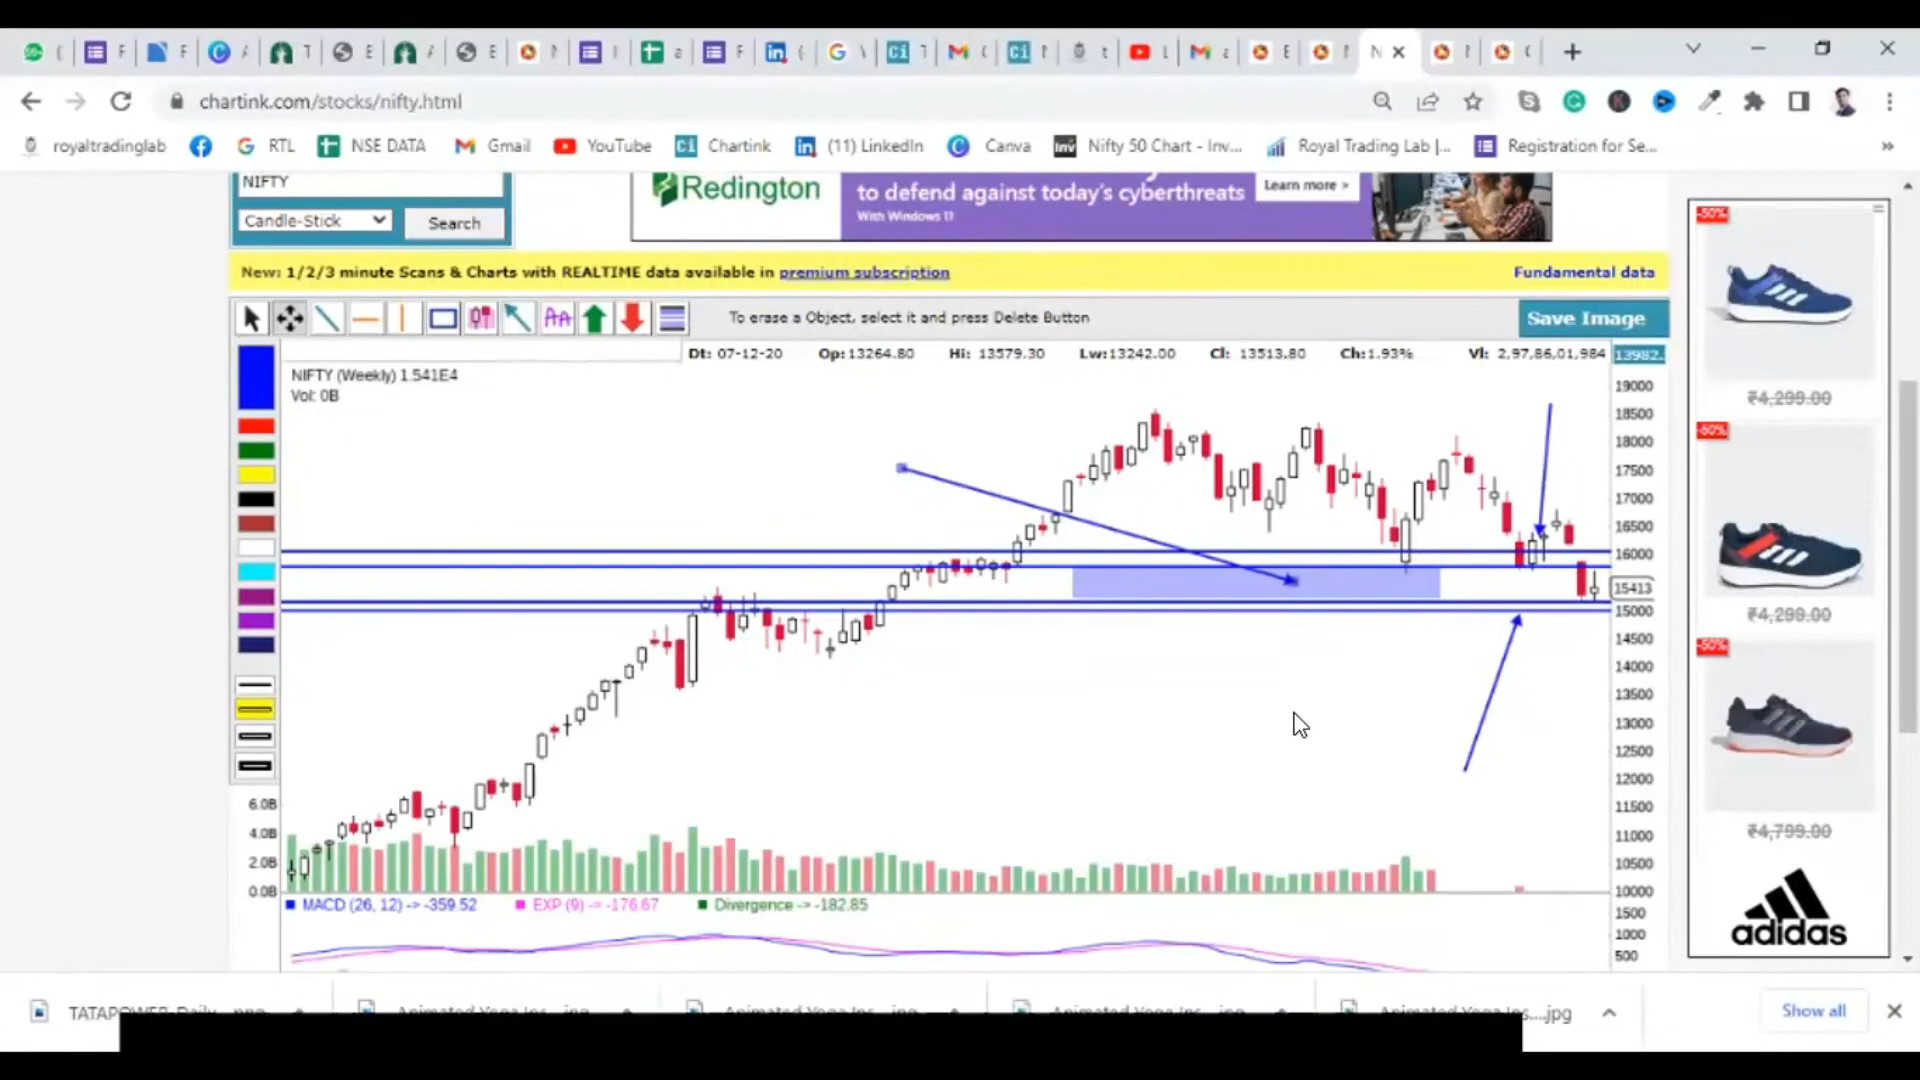 chartink.com/stocks/nifty.html
royaltradinglab
RTL
NSE DATA
Gmail
YouTube
Chartink
(11) LinkedIn
Canva
Nifty 50 Chart - Inv...
Royal Trading Lab |...
Registration for Se...
NIFTY
Candle-Stick
Search
Redington
to defend against today's cyberthreats
With Windows 11
Learn more >
New: 1/2/3 minute Scans & Charts with REALTIME data available in premium subscription
Fundamental data
To erase a Object, select it and press Delete Button
Save Image
Dt: 07-12-20 Op:13264.80 Hi: 13579.30 Lw:13242.00 Cl: 13513.80 Ch:1.93% Vl: 2,97,86,01,984
13982.
NIFTY (Weekly) 1.541E4
Vol: 0B
19000
18500
18000
17500
17000
16500
16000
15413
15000
14500
14000
13500
13000
12500
12000
11500
11000
10500
10000
6.0B
4.0B
2.0B
0.0B
MACD (26, 12) -> -359.52
EXP (9) -> -176.67
Divergence -> -182.85
1500
1000
500
-50%
₹4,299.00
-50%
₹4,299.00
-50%
₹4,799.00
adidas
Show all